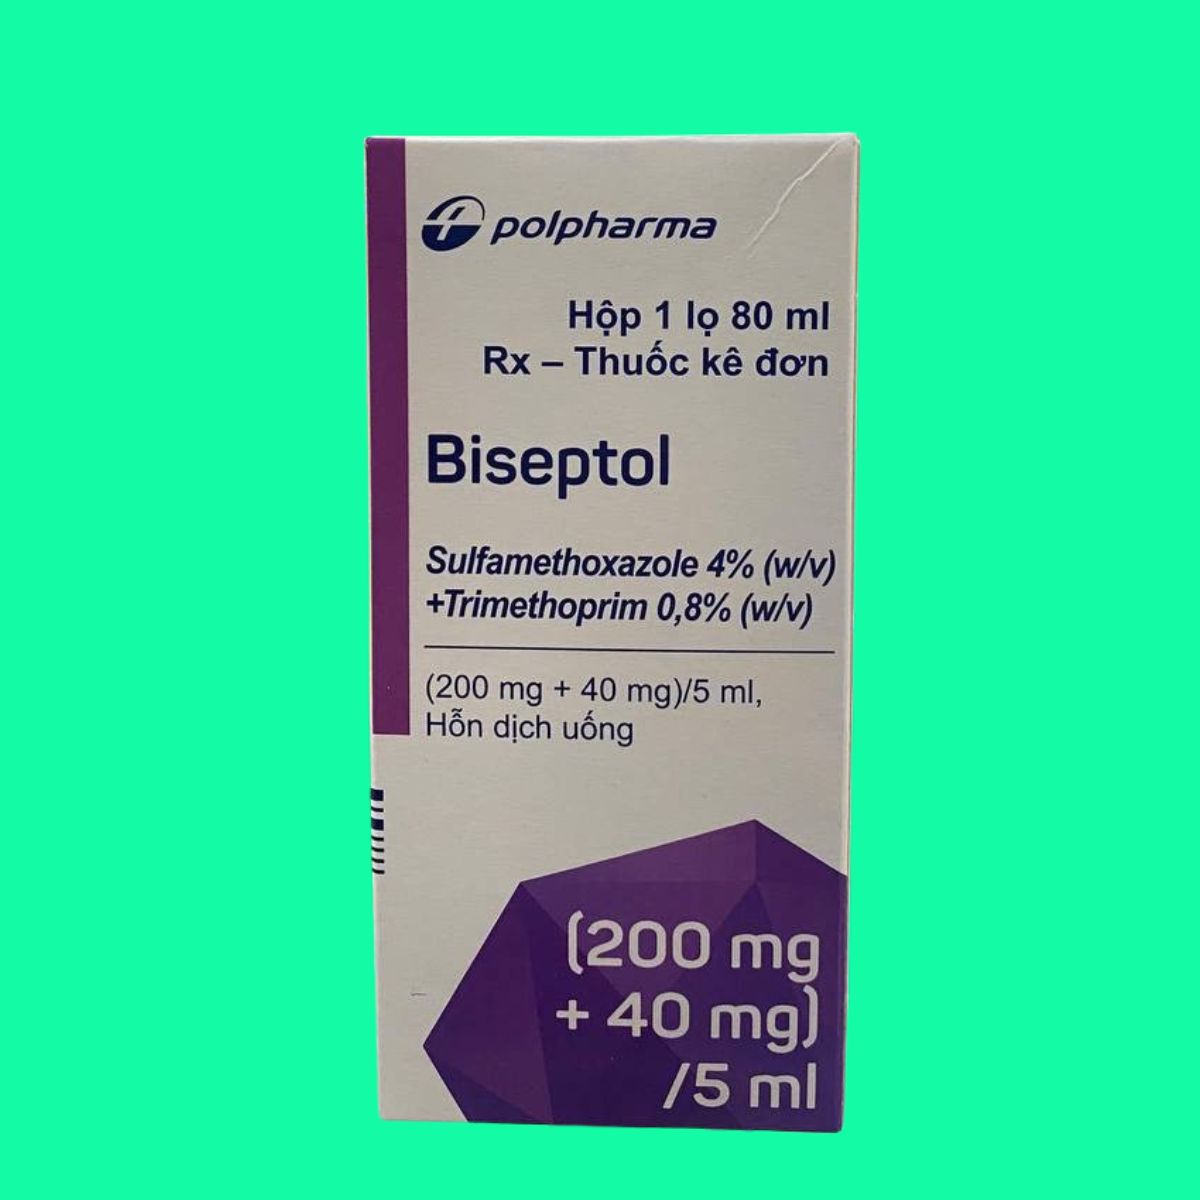 polpharma
Hộp 1 lọ 80 ml
Rx – Thuốc kê đơn
Biseptol
Sulfamethoxazole 4% (w/v)
+Trimethoprim 0,8% (w/v)
(200 mg + 40 mg)/5 ml,
Hỗn dịch uống
(200 mg
+ 40 mg)
/5 ml